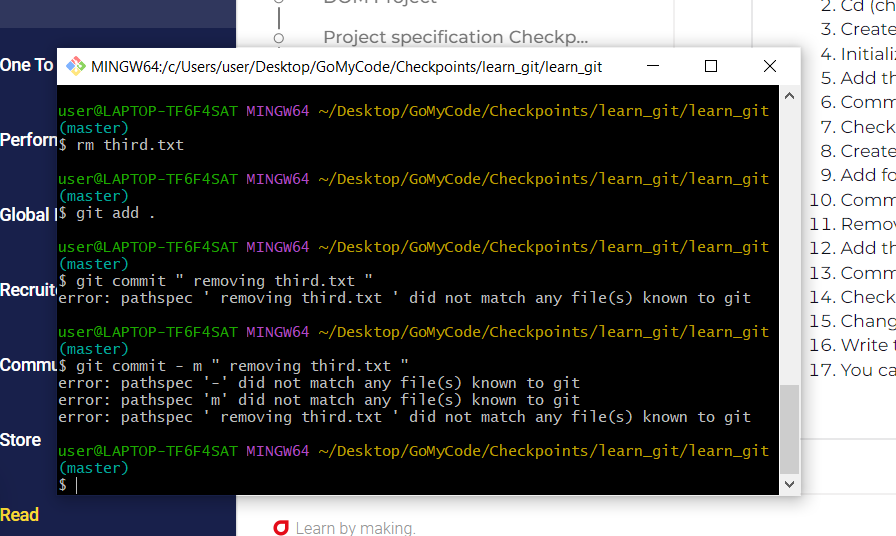 DOM Project
Project specification Checkp...
One To
Perforn
Global
Recruit
Commu
Store
Read
MINGW64:/c/Users/user/Desktop/GoMyCode/Checkpoints/learn_git/learn_git
user@LAPTOP-TF6F4SAT MINGW64 ~/Desktop/GoMyCode/Checkpoints/learn_git/learn_git
(master)
$ rm third.txt
user@LAPTOP-TF6F4SAT MINGW64 ~/Desktop/GoMyCode/Checkpoints/learn_git/learn_git
(master)
$ git add .
user@LAPTOP-TF6F4SAT MINGW64 ~/Desktop/GoMyCode/Checkpoints/learn_git/learn_git
(master)
$ git commit " removing third.txt "
error: pathspec ' removing third.txt ' did not match any file(s) known to git
user@LAPTOP-TF6F4SAT MINGW64 ~/Desktop/GoMyCode/Checkpoints/learn_git/learn_git
(master)
$ git commit - m " removing third.txt "
error: pathspec '-' did not match any file(s) known to git
error: pathspec 'm' did not match any file(s) known to git
error: pathspec ' removing third.txt ' did not match any file(s) known to git
user@LAPTOP-TF6F4SAT MINGW64 ~/Desktop/GoMyCode/Checkpoints/learn_git/learn_git
(master)
$
2. Cd (ch
3. Create
4. Initializ
5. Add th
6. Comm
7. Check
8. Create
9. Add fo
10. Comm
11. Remov
12. Add th
13. Comm
14. Check
15. Chang
16. Write t
17. You ca
Learn by making.